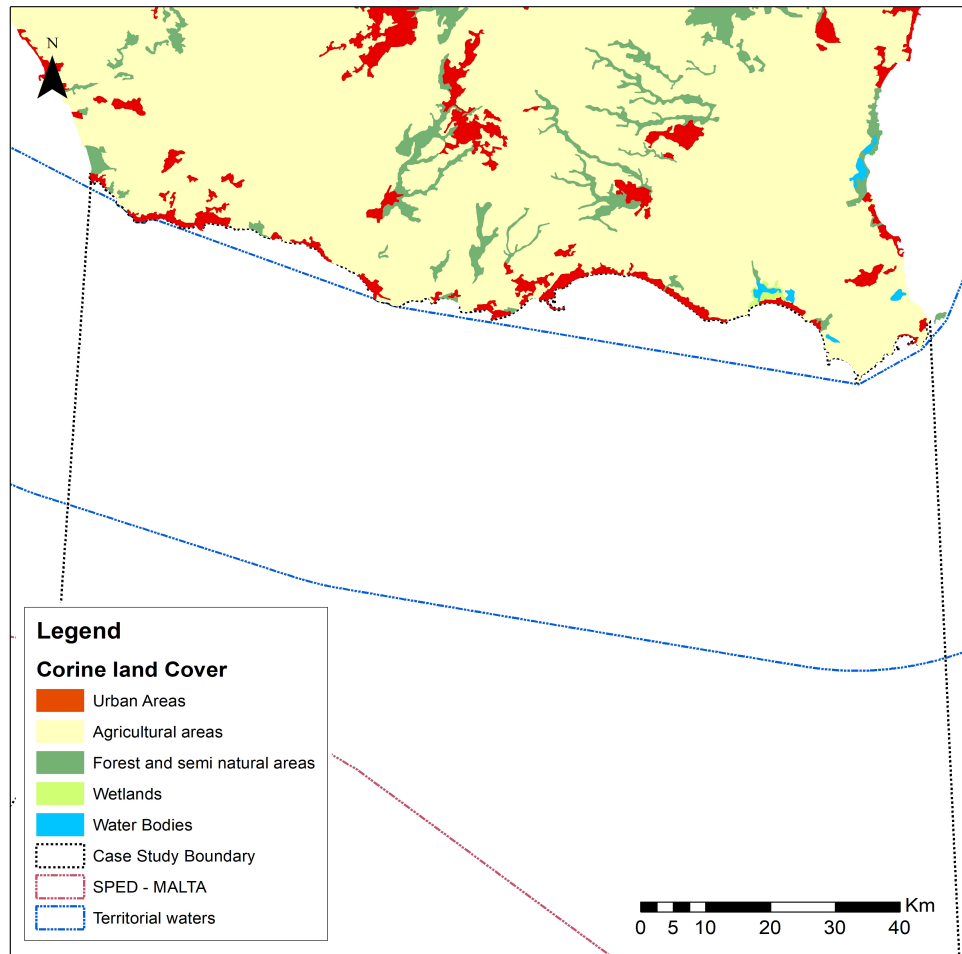 N
Legend
Corine land Cover
Urban Areas
Agricultural areas
Forest and semi natural areas
Wetlands
Water Bodies
Case Study Boundary
SPED - MALTA
Territorial waters
Km
0 5 10 20 30 40